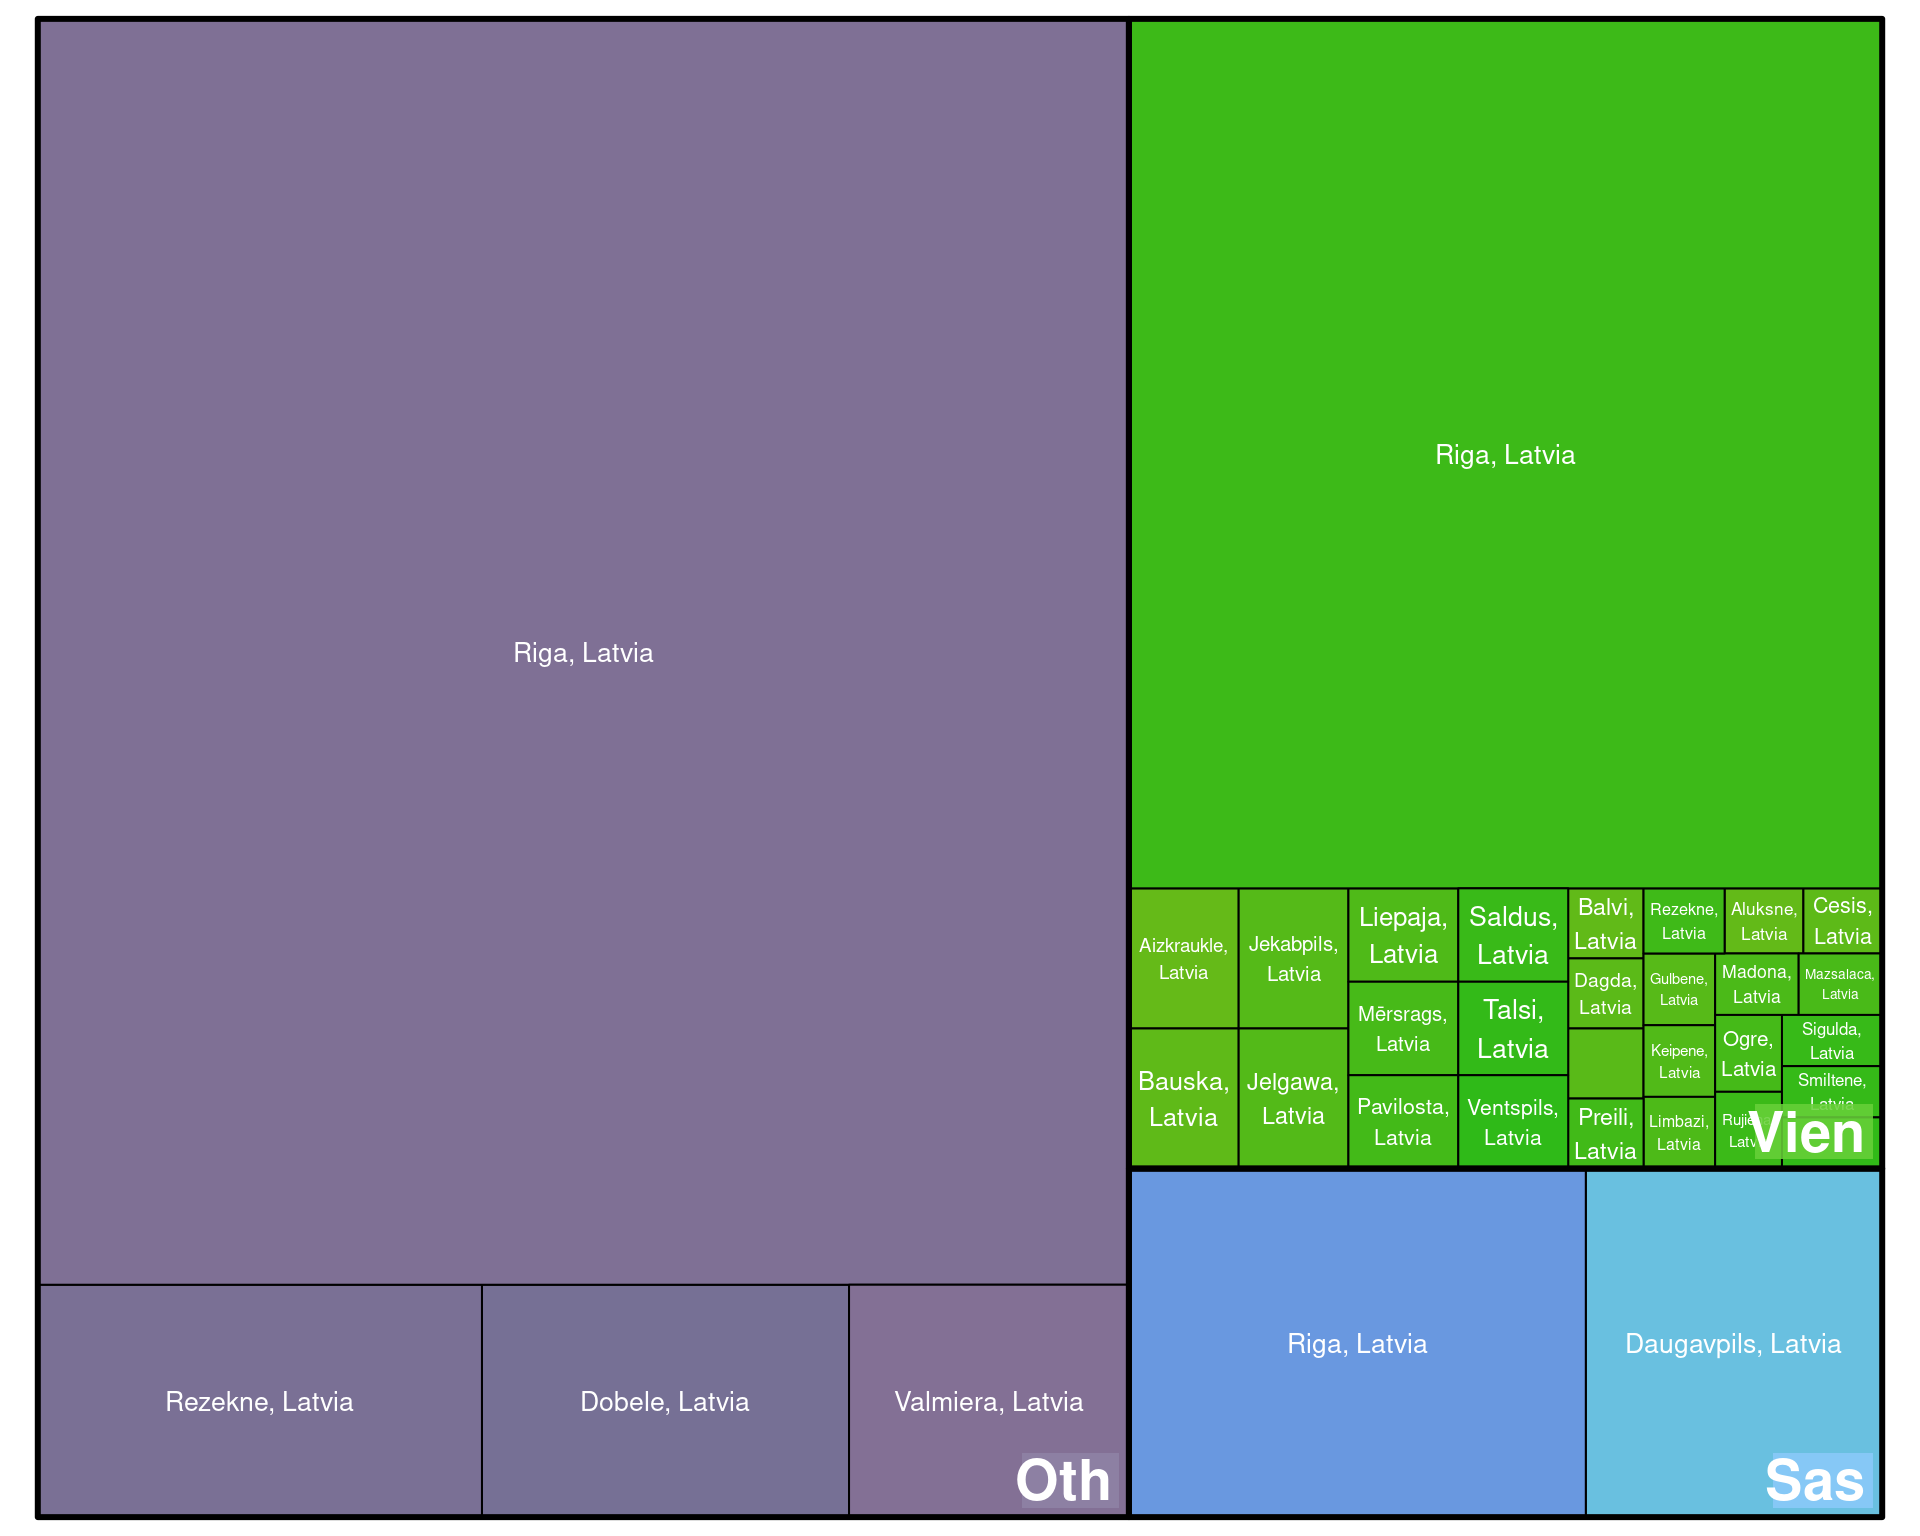 Riga, Latvia
Rezekne, Latvia
Dobele, Latvia
Valmiera, Latvia
Oth
Riga, Latvia
Aizkraukle,
Latvia
Bauska,
Latvia
Jekabpils,
Latvia
Jelgawa,
Latvia
Liepaja,
Latvia
Mērsrags,
Latvia
Pavilosta,
Latvia
Saldus,
Latvia
Talsi,
Latvia
Ventspils,
Latvia
Balvi,
Latvia
Dagda,
Latvia
Preili,
Latvia
Rezekne,
Latvia
Aluksne,
Latvia
Cesis,
Latvia
Gulbene,
Latvia
Keipene,
Latvia
Limbazi,
Latvia
Madona,
Latvia
Mazsalaca,
Latvia
Ogre,
Latvia
Sigulda,
Latvia
Smiltene,
Latvia
Vien
Riga, Latvia
Daugavpils, Latvia
Sas